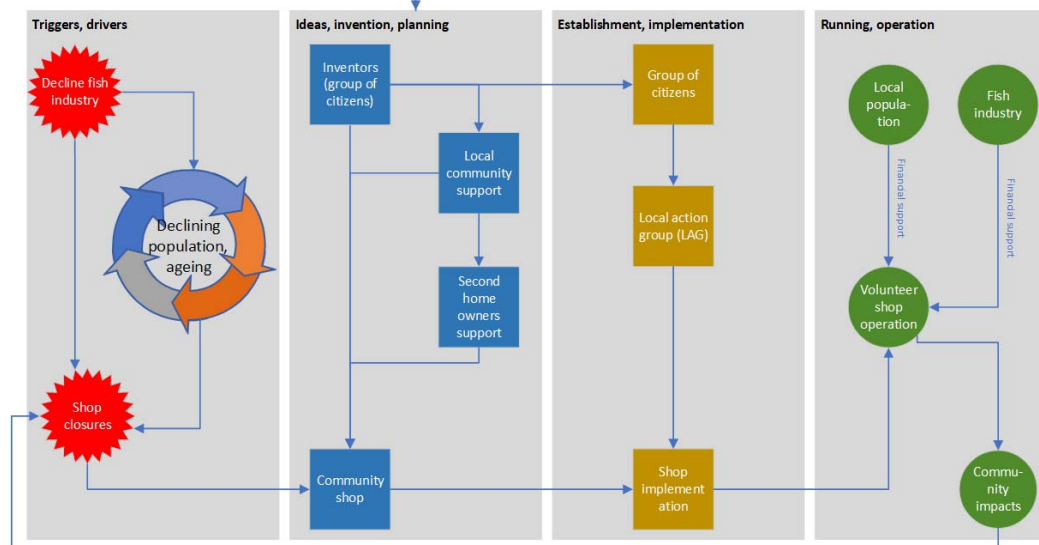 Triggers, drivers
Decline fish
industry
Declining
population,
ageing
Shop
closures
Ideas, invention, planning
Inventors
(group of
citizens)
Local
community
support
Second
home
owners
support
Community
shop
Establishment, implementation
Group of
citizens
Local action
group (LAG)
Shop
implement
ation
Running, operation
Local
popula-
tion
Fish
industry
Financial support
Financial support
Volunteer
shop
operation
Commu-
nity
impacts